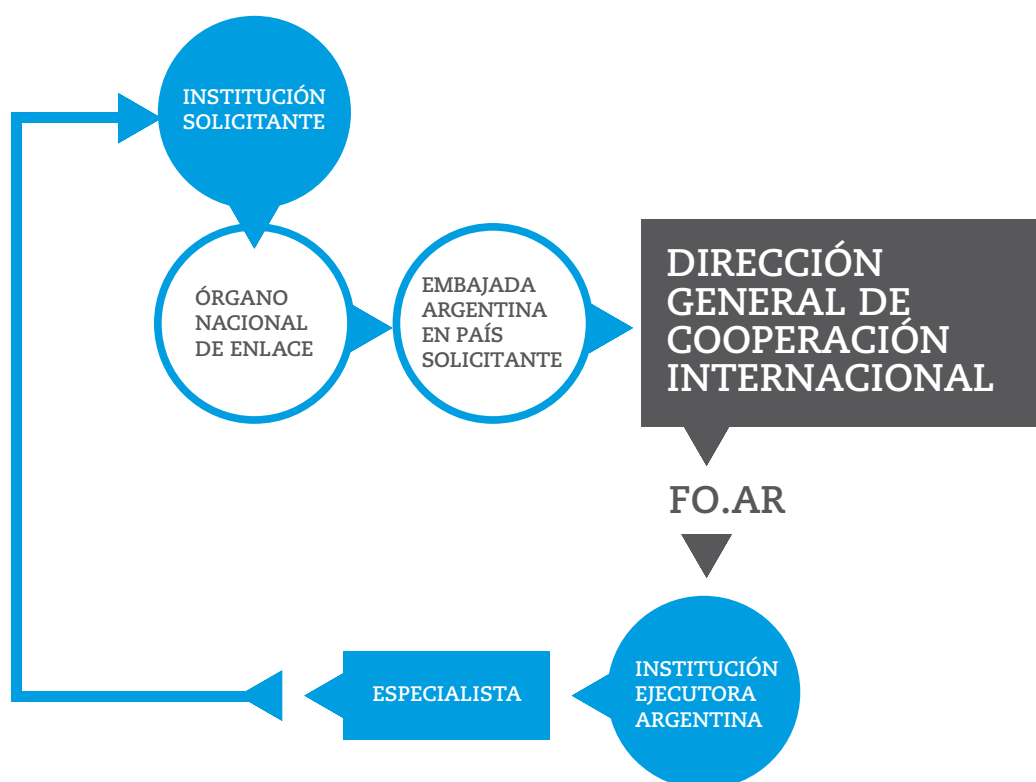 INSTITUCIÓN
SOLICITANTE
ÓRGANO
NACIONAL
DE ENLACE
EMBAJADA
ARGENTINA
EN PAÍS
SOLICITANTE
DIRECCIÓN
GENERAL DE
COOPERACIÓN
INTERNACIONAL
FO.AR
INSTITUCIÓN
EJECUTORA
ARGENTINA
ESPECIALISTA